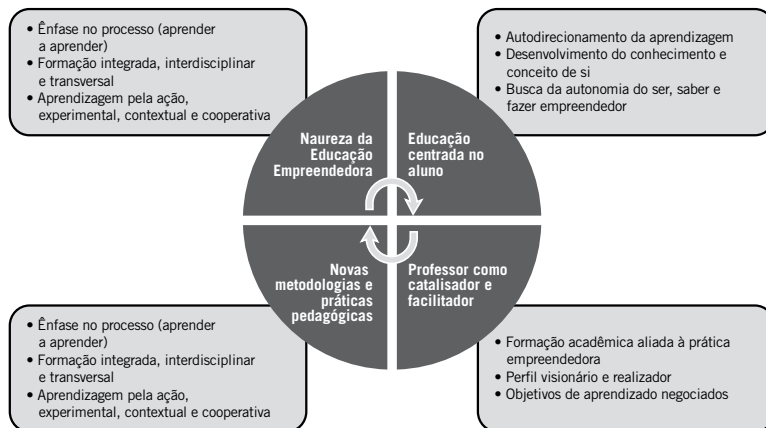 • Ênfase no processo (aprender
a aprender)
• Formação integrada, interdisciplinar
e transversal
• Aprendizagem pela ação,
experimental, contextual e cooperativa
• Autodirecionamento da aprendizagem
• Desenvolvimento do conhecimento e
conceito de si
• Busca da autonomia do ser, saber e
fazer empreendedor
Naureza da
Educação
Empreendedora
Educação
centrada no
aluno
Novas
metodologias e
práticas
pedagógicas
Professor como
catalisador e
facilitador
• Ênfase no processo (aprender
a aprender)
• Formação integrada, interdisciplinar
e transversal
• Aprendizagem pela ação,
experimental, contextual e cooperativa
• Formação acadêmica aliada à prática
empreendedora
• Perfil visionário e realizador
• Objetivos de aprendizado negociados